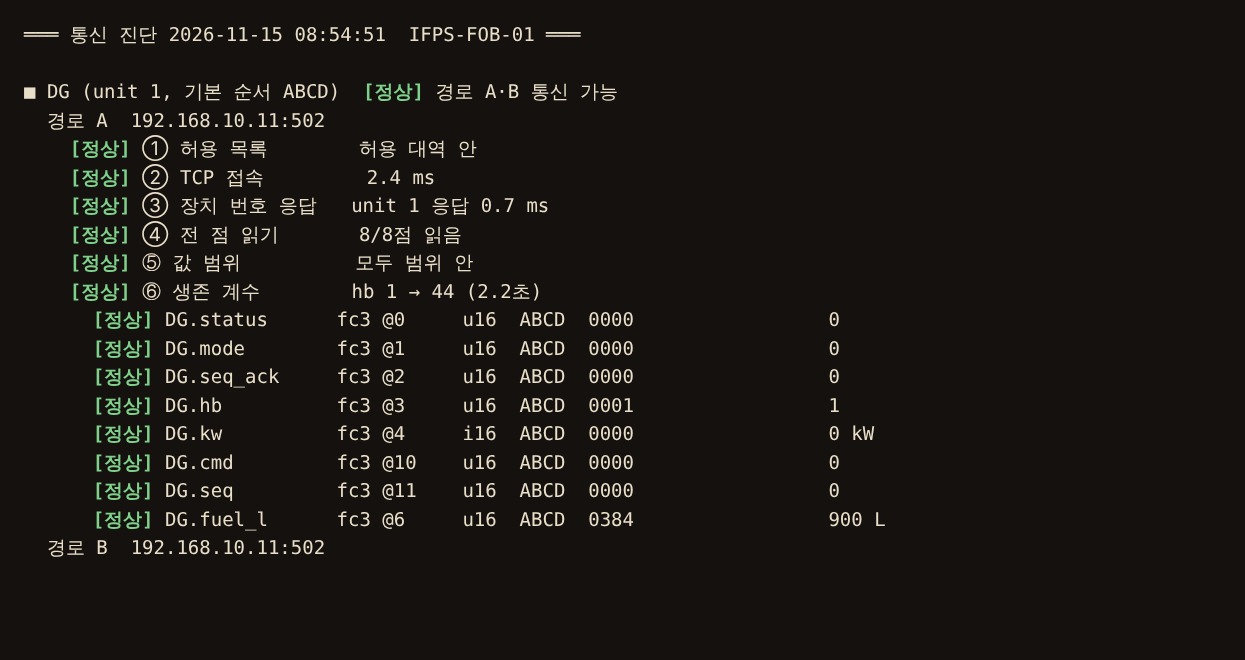 ═══ 통신 진단 2026-11-15 08:54:51  IFPS-FOB-01 ═══
■ DG (unit 1, 기본 순서 ABCD)  [정상] 경로 A·B 통신 가능
경로 A  192.168.10.11:502
[정상] ① 허용 목록        허용 대역 안
[정상] ② TCP 접속         2.4 ms
[정상] ③ 장치 번호 응답   unit 1 응답 0.7 ms
[정상] ④ 전 점 읽기       8/8점 읽음
[정상] ⑤ 값 범위          모두 범위 안
[정상] ⑥ 생존 계수        hb 1 → 44 (2.2초)
[정상] DG.status      fc3 @0     u16  ABCD  0000                 0
[정상] DG.mode        fc3 @1     u16  ABCD  0000                 0
[정상] DG.seq_ack     fc3 @2     u16  ABCD  0000                 0
[정상] DG.hb          fc3 @3     u16  ABCD  0001                 1
[정상] DG.kw          fc3 @4     i16  ABCD  0000                 0 kW
[정상] DG.cmd         fc3 @10    u16  ABCD  0000                 0
[정상] DG.seq         fc3 @11    u16  ABCD  0000                 0
[정상] DG.fuel_l      fc3 @6     u16  ABCD  0384                 900 L
경로 B  192.168.10.11:502